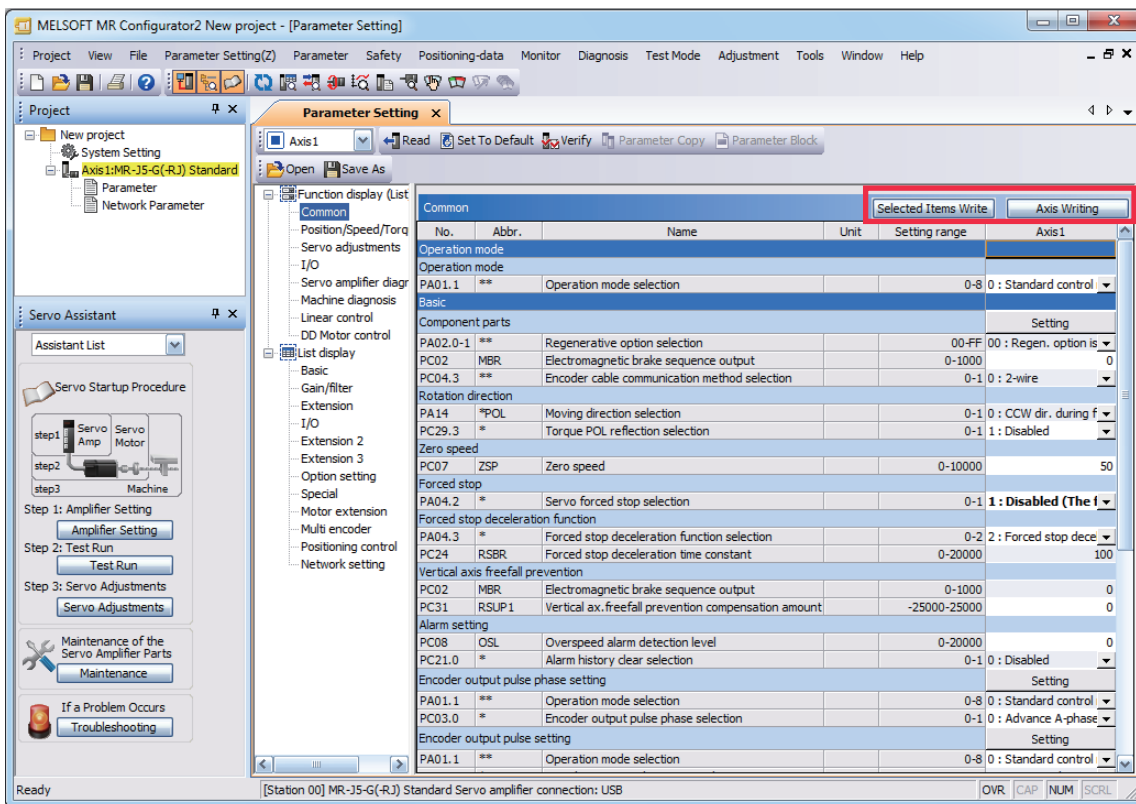 MELSOFT MR Configurator2 New project - [Parameter Setting]
Project View File Parameter Setting(Z) Parameter Safety Positioning-data Monitor Diagnosis Test Mode Adjustment Tools Window Help
Project
New project
System Setting
Axis1:MR-J5-G(-RJ) Standard
Parameter
Network Parameter
Servo Assistant
Assistant List
Servo Startup Procedure
step1 Servo Amp Servo Motor
step2
step3 Machine
Step 1: Amplifier Setting
Amplifier Setting
Step 2: Test Run
Test Run
Step 3: Servo Adjustments
Servo Adjustments
Maintenance of the
Servo Amplifier Parts
Maintenance
If a Problem Occurs
Troubleshooting
Parameter Setting
Axis1 Read Set To Default Verify Parameter Copy Parameter Block
Open Save As
Function display (List
Common
Position/Speed/Torq
Servo adjustments
I/O
Servo amplifier diagr
Machine diagnosis
Linear control
DD Motor control
List display
Basic
Gain/filter
Extension
I/O
Extension 2
Extension 3
Option setting
Special
Motor extension
Multi encoder
Positioning control
Network setting
Common Selected Items Write Axis Writing
No. Abbr. Name Unit Setting range Axis1
Operation mode
Operation mode
PA01.1 ** Operation mode selection 0-8 0 : Standard control
Basic
Component parts Setting
PA02.0-1 ** Regenerative option selection 00-FF 00 : Regen. option is
PC02 MBR Electromagnetic brake sequence output 0-1000 0
PC04.3 ** Encoder cable communication method selection 0-1 0 : 2-wire
Rotation direction
PA14 *POL Moving direction selection 0-1 0 : CCW dir. during f
PC29.3 * Torque POL reflection selection 0-1 1 : Disabled
Zero speed
PC07 ZSP Zero speed 0-10000 50
Forced stop
PA04.2 * Servo forced stop selection 0-1 1 : Disabled (The f
Forced stop deceleration function
PA04.3 * Forced stop deceleration function selection 0-2 2 : Forced stop dece
PC24 RSBR Forced stop deceleration time constant 0-20000 100
Vertical axis freefall prevention
PC02 MBR Electromagnetic brake sequence output 0-1000 0
PC31 RSUP1 Vertical ax.freefall prevention compensation amount -25000-25000 0
Alarm setting
PC08 OSL Overspeed alarm detection level 0-20000 0
PC21.0 * Alarm history clear selection 0-1 0 : Disabled
Encoder output pulse phase setting Setting
PA01.1 ** Operation mode selection 0-8 0 : Standard control
PC03.0 * Encoder output pulse phase selection 0-1 0 : Advance A-phase
Encoder output pulse setting Setting
PA01.1 ** Operation mode selection 0-8 0 : Standard control
Ready [Station 00] MR-J5-G(-RJ) Standard Servo amplifier connection: USB OVR CAP NUM SCRL